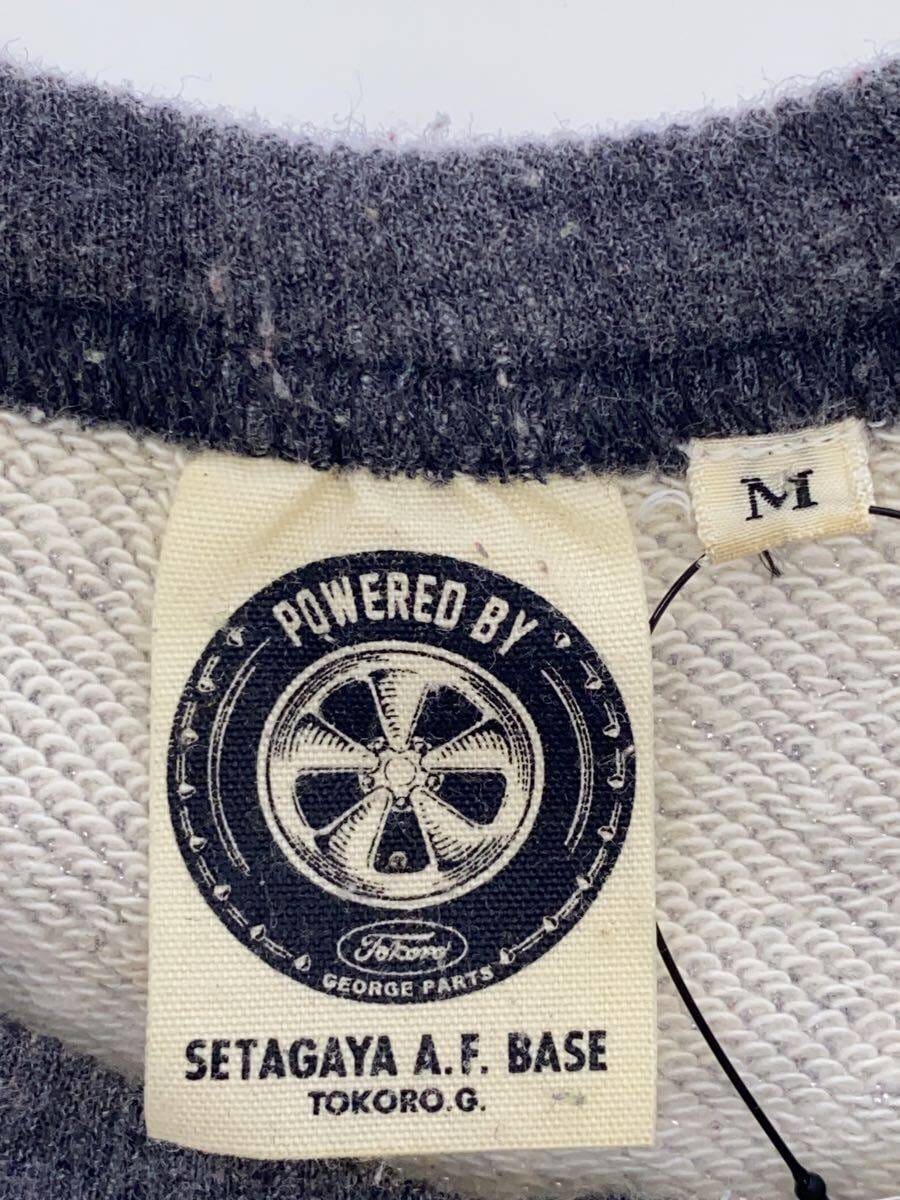 M
POWERED BY
Tokoro
GEORGE PARTS
SETAGAYA A.F. BASE
TOKORO.G.